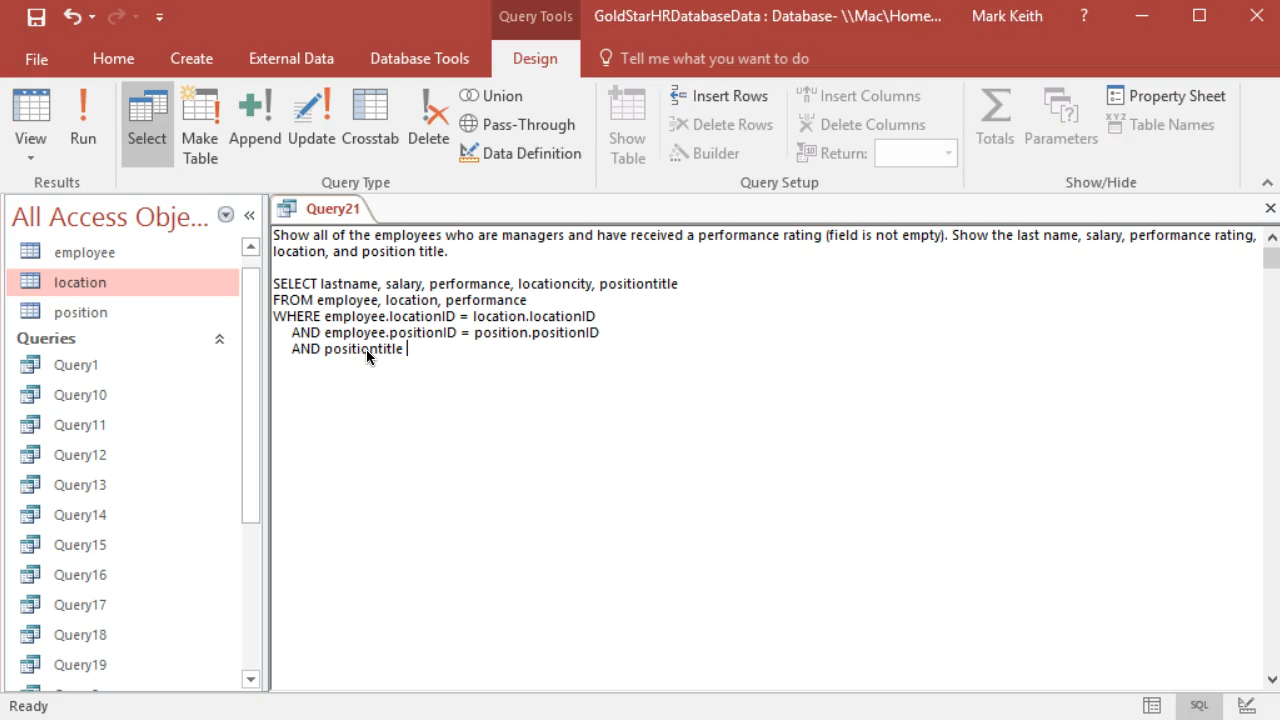 Query Tools
GoldStarHRDatabaseData : Database- \\Mac\Home...
Mark Keith
?
File
Home
Create
External Data
Database Tools
Design
Tell me what you want to do
View
Run
Select
Make
Table
Append
Update
Crosstab
Delete
Union
Pass-Through
Data Definition
Show
Table
Insert Rows
Delete Rows
Builder
Insert Columns
Delete Columns
Return:
Totals
Parameters
Property Sheet
Table Names
Results
Query Type
Query Setup
Show/Hide
All Access Obje...
employee
location
position
Queries
Query1
Query10
Query11
Query12
Query13
Query14
Query15
Query16
Query17
Query18
Query19
Query21
Show all of the employees who are managers and have received a performance rating (field is not empty). Show the last name, salary, performance rating,
location, and position title.
SELECT lastname, salary, performance, locationcity, positiontitle
FROM employee, location, performance
WHERE employee.locationID = location.locationID
AND employee.positionID = position.positionID
AND positiontitle
Ready
SQL